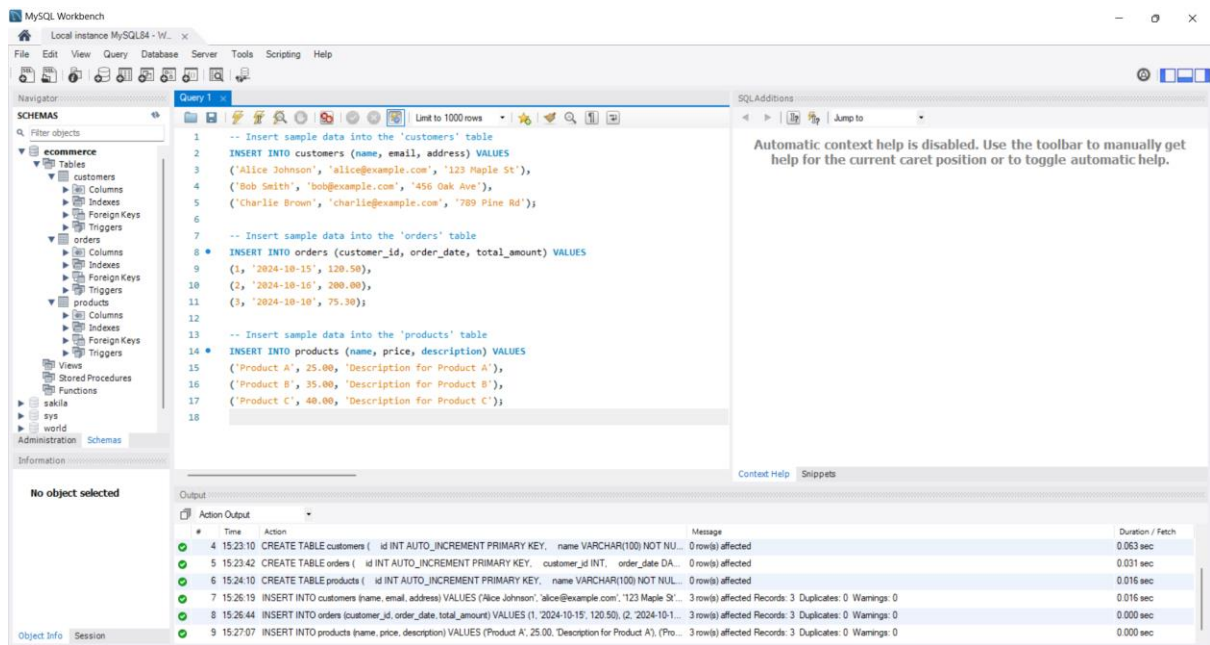 MySQL Workbench
Local instance MySQL84 - W...
File Edit View Query Database Server Tools Scripting Help
Navigator
SCHEMAS
Filter objects
ecommerce
Tables
customers
Columns
Indexes
Foreign Keys
Triggers
orders
Columns
Indexes
Foreign Keys
Triggers
products
Columns
Indexes
Foreign Keys
Triggers
Views
Stored Procedures
Functions
sakila
sys
world
Administration Schemas
Information
No object selected
Object Info Session
Query 1
Limit to 1000 rows
1 -- Insert sample data into the 'customers' table
2 INSERT INTO customers (name, email, address) VALUES
3 ('Alice Johnson', 'alice@example.com', '123 Maple St'),
4 ('Bob Smith', 'bob@example.com', '456 Oak Ave'),
5 ('Charlie Brown', 'charlie@example.com', '789 Pine Rd');
6
7 -- Insert sample data into the 'orders' table
8 INSERT INTO orders (customer_id, order_date, total_amount) VALUES
9 (1, '2024-10-15', 120.50),
10 (2, '2024-10-16', 200.00),
11 (3, '2024-10-10', 75.30);
12
13 -- Insert sample data into the 'products' table
14 INSERT INTO products (name, price, description) VALUES
15 ('Product A', 25.00, 'Description for Product A'),
16 ('Product B', 35.00, 'Description for Product B'),
17 ('Product C', 40.00, 'Description for Product C');
18
SQLAdditions
Jump to
Automatic context help is disabled. Use the toolbar to manually get
help for the current caret position or to toggle automatic help.
Context Help Snippets
Output
Action Output
# Time Action Message Duration / Fetch
4 15:23:10 CREATE TABLE customers ( id INT AUTO_INCREMENT PRIMARY KEY, name VARCHAR(100) NOT NU... 0 row(s) affected 0.063 sec
5 15:23:42 CREATE TABLE orders ( id INT AUTO_INCREMENT PRIMARY KEY, customer_id INT, order_date DA... 0 row(s) affected 0.031 sec
6 15:24:10 CREATE TABLE products ( id INT AUTO_INCREMENT PRIMARY KEY, name VARCHAR(100) NOT NUL... 0 row(s) affected 0.016 sec
7 15:26:19 INSERT INTO customers (name, email, address) VALUES ('Alice Johnson', 'alice@example.com', '123 Maple St'... 3 row(s) affected Records: 3 Duplicates: 0 Warnings: 0 0.016 sec
8 15:26:44 INSERT INTO orders (customer_id, order_date, total_amount) VALUES (1, '2024-10-15', 120.50), (2, '2024-10-1... 3 row(s) affected Records: 3 Duplicates: 0 Warnings: 0 0.000 sec
9 15:27:07 INSERT INTO products (name, price, description) VALUES ('Product A', 25.00, 'Description for Product A'), ('Pro... 3 row(s) affected Records: 3 Duplicates: 0 Warnings: 0 0.000 sec